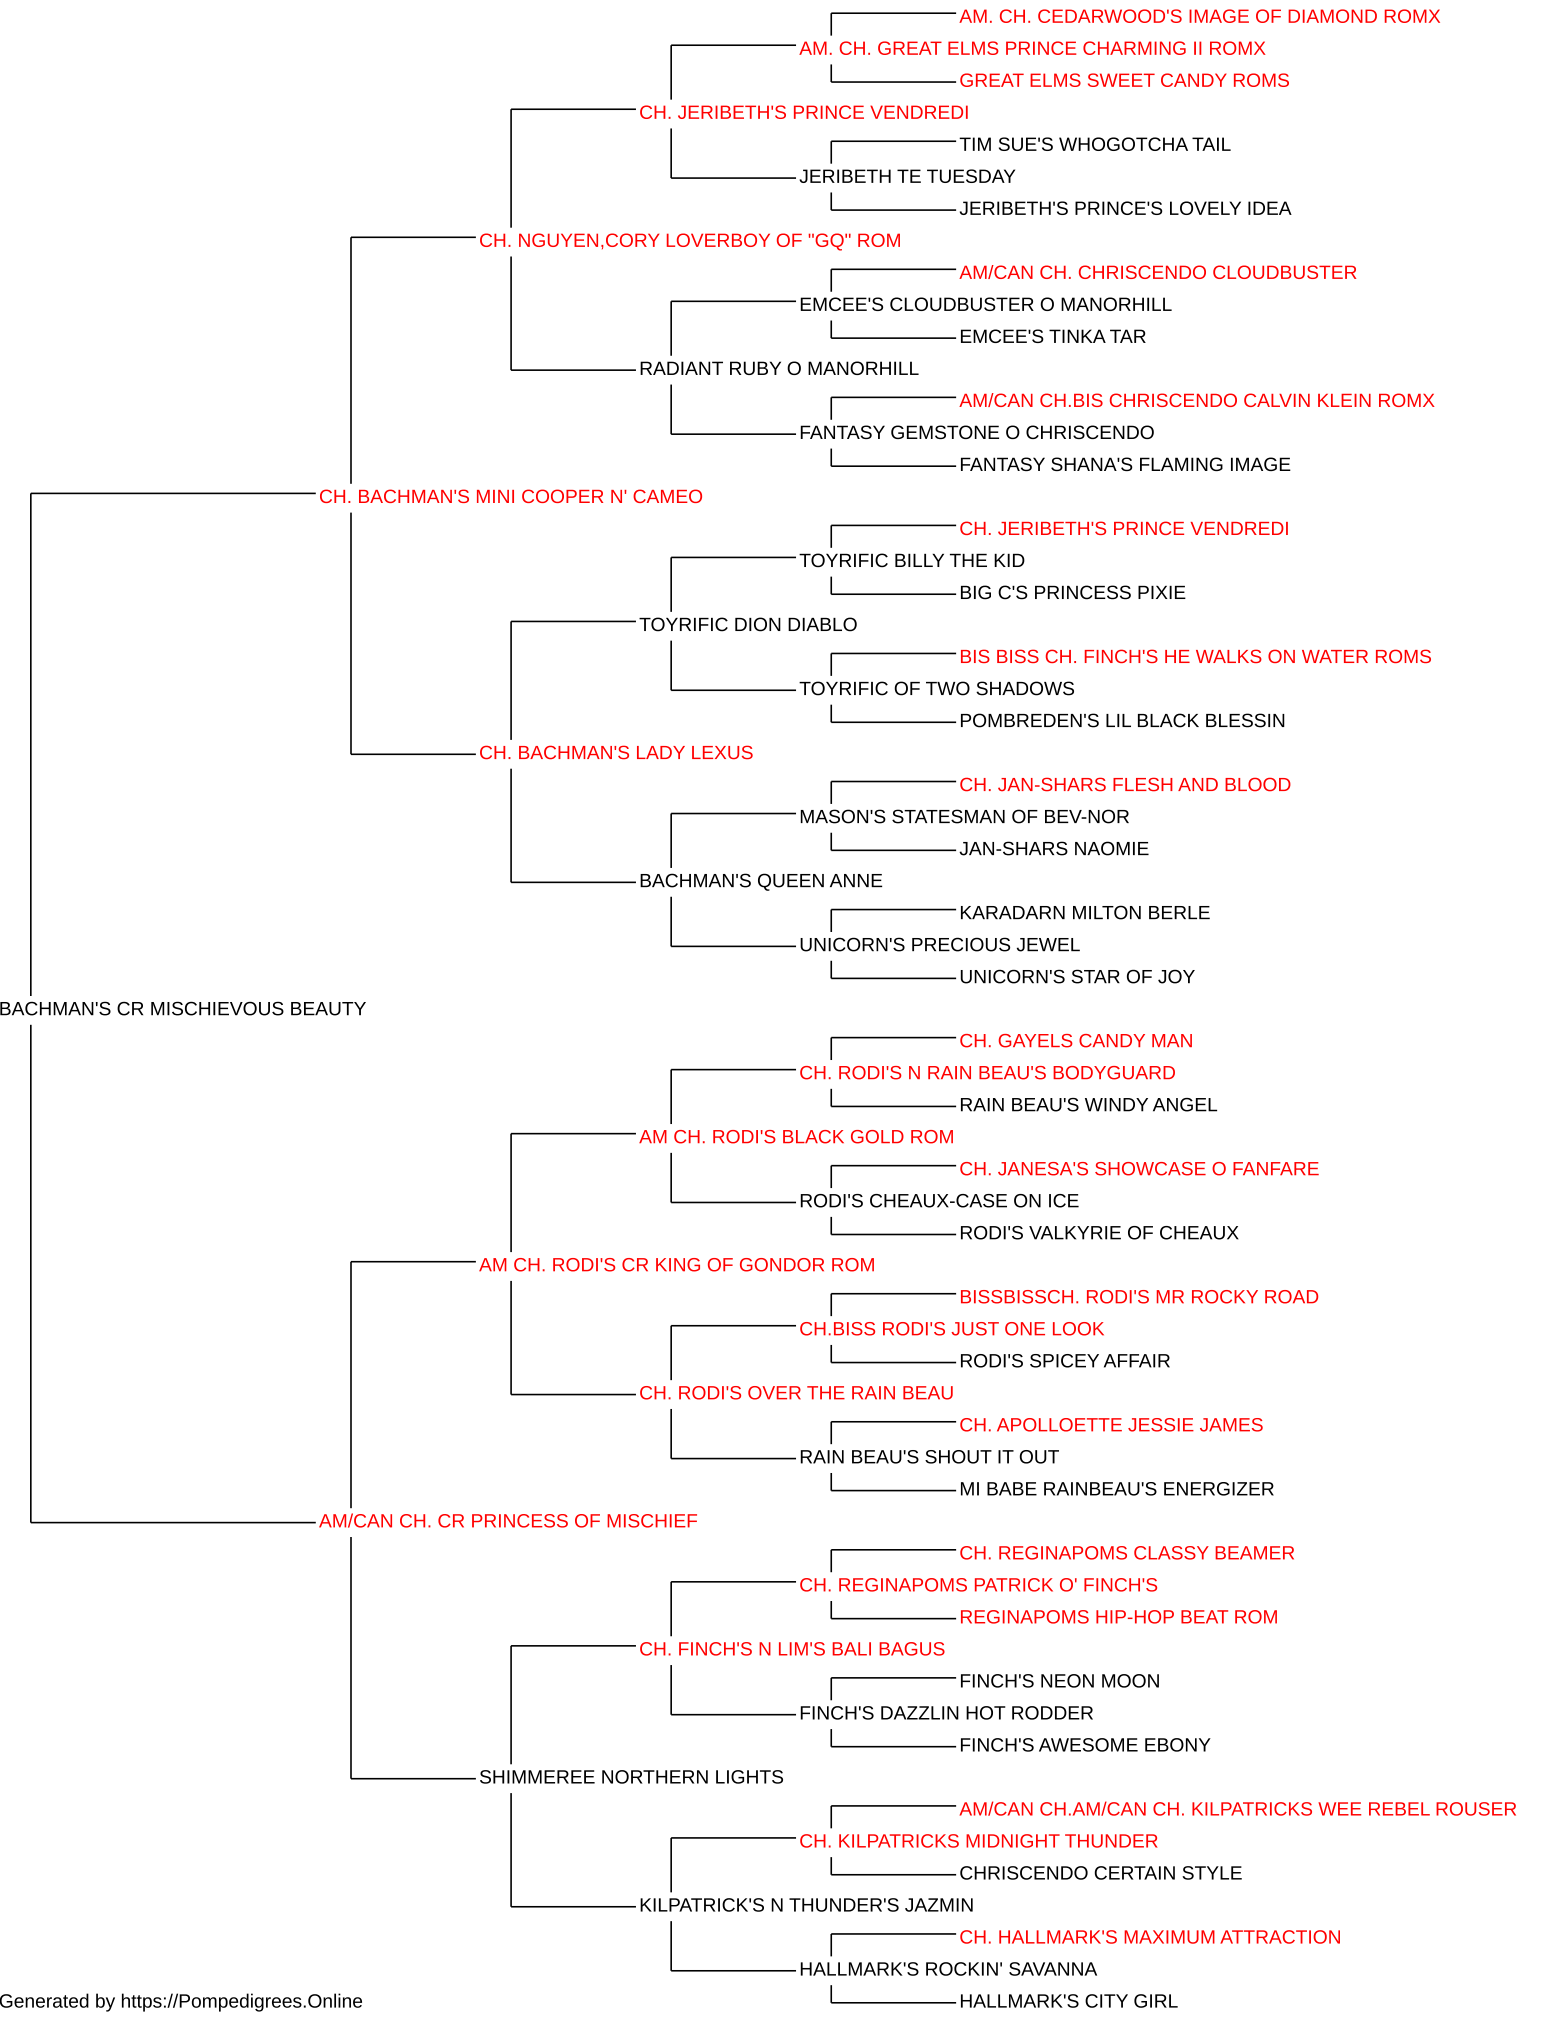 AM. CH. CEDARWOOD'S IMAGE OF DIAMOND ROMX
AM. CH. GREAT ELMS PRINCE CHARMING II ROMX
GREAT ELMS SWEET CANDY ROMS
CH. JERIBETH'S PRINCE VENDREDI
TIM SUE'S WHOGOTCHA TAIL
JERIBETH TE TUESDAY
JERIBETH'S PRINCE'S LOVELY IDEA
CH. NGUYEN,CORY LOVERBOY OF "GQ" ROM
AM/CAN CH. CHRISCENDO CLOUDBUSTER
EMCEE'S CLOUDBUSTER O MANORHILL
EMCEE'S TINKA TAR
RADIANT RUBY O MANORHILL
AM/CAN CH.BIS CHRISCENDO CALVIN KLEIN ROMX
FANTASY GEMSTONE O CHRISCENDO
FANTASY SHANA'S FLAMING IMAGE
CH. BACHMAN'S MINI COOPER N' CAMEO
CH. JERIBETH'S PRINCE VENDREDI
TOYRIFIC BILLY THE KID
BIG C'S PRINCESS PIXIE
TOYRIFIC DION DIABLO
BIS BISS CH. FINCH'S HE WALKS ON WATER ROMS
TOYRIFIC OF TWO SHADOWS
POMBREDEN'S LIL BLACK BLESSIN
CH. BACHMAN'S LADY LEXUS
CH. JAN-SHARS FLESH AND BLOOD
MASON'S STATESMAN OF BEV-NOR
JAN-SHARS NAOMIE
BACHMAN'S QUEEN ANNE
KARADARN MILTON BERLE
UNICORN'S PRECIOUS JEWEL
UNICORN'S STAR OF JOY
BACHMAN'S CR MISCHIEVOUS BEAUTY
CH. GAYELS CANDY MAN
CH. RODI'S N RAIN BEAU'S BODYGUARD
RAIN BEAU'S WINDY ANGEL
AM CH. RODI'S BLACK GOLD ROM
CH. JANESA'S SHOWCASE O FANFARE
RODI'S CHEAUX-CASE ON ICE
RODI'S VALKYRIE OF CHEAUX
AM CH. RODI'S CR KING OF GONDOR ROM
BISSBISSCH. RODI'S MR ROCKY ROAD
CH.BISS RODI'S JUST ONE LOOK
RODI'S SPICEY AFFAIR
CH. RODI'S OVER THE RAIN BEAU
CH. APOLLOETTE JESSIE JAMES
RAIN BEAU'S SHOUT IT OUT
MI BABE RAINBEAU'S ENERGIZER
AM/CAN CH. CR PRINCESS OF MISCHIEF
CH. REGINAPOMS CLASSY BEAMER
CH. REGINAPOMS PATRICK O' FINCH'S
REGINAPOMS HIP-HOP BEAT ROM
CH. FINCH'S N LIM'S BALI BAGUS
FINCH'S NEON MOON
FINCH'S DAZZLIN HOT RODDER
FINCH'S AWESOME EBONY
SHIMMEREE NORTHERN LIGHTS
AM/CAN CH.AM/CAN CH. KILPATRICKS WEE REBEL ROUSER
CH. KILPATRICKS MIDNIGHT THUNDER
CHRISCENDO CERTAIN STYLE
KILPATRICK'S N THUNDER'S JAZMIN
CH. HALLMARK'S MAXIMUM ATTRACTION
HALLMARK'S ROCKIN' SAVANNA
HALLMARK'S CITY GIRL
Generated by https://Pompedigrees.Online